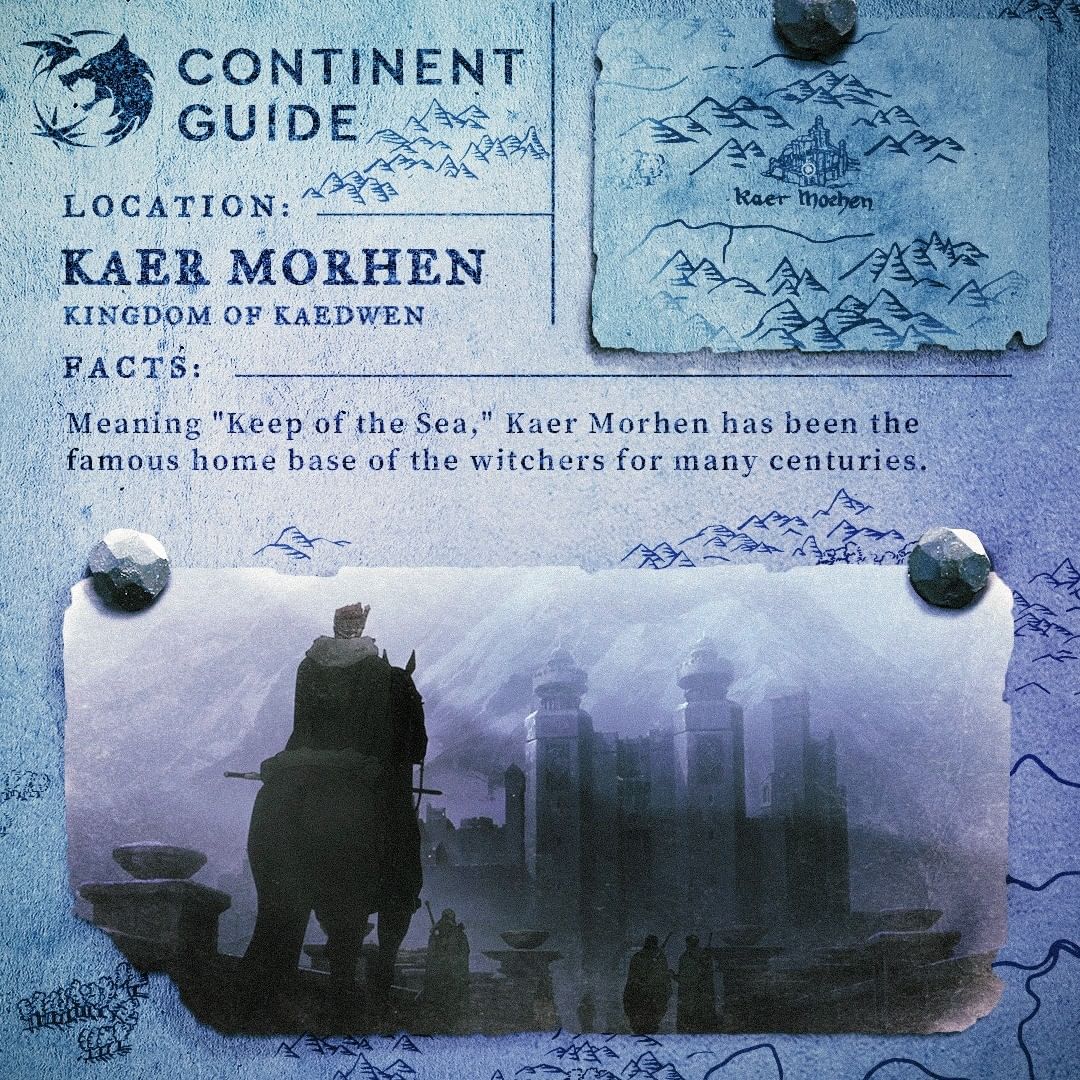 CONTINENT
GUIDE
LOCATION:
KAER MORHEN
KINGDOM OF KAEDWEN
FACTS:
Meaning "Keep of the Sea," Kaer Morhen has been the
famous home base of the witchers for many centuries.
Kaer Morhen